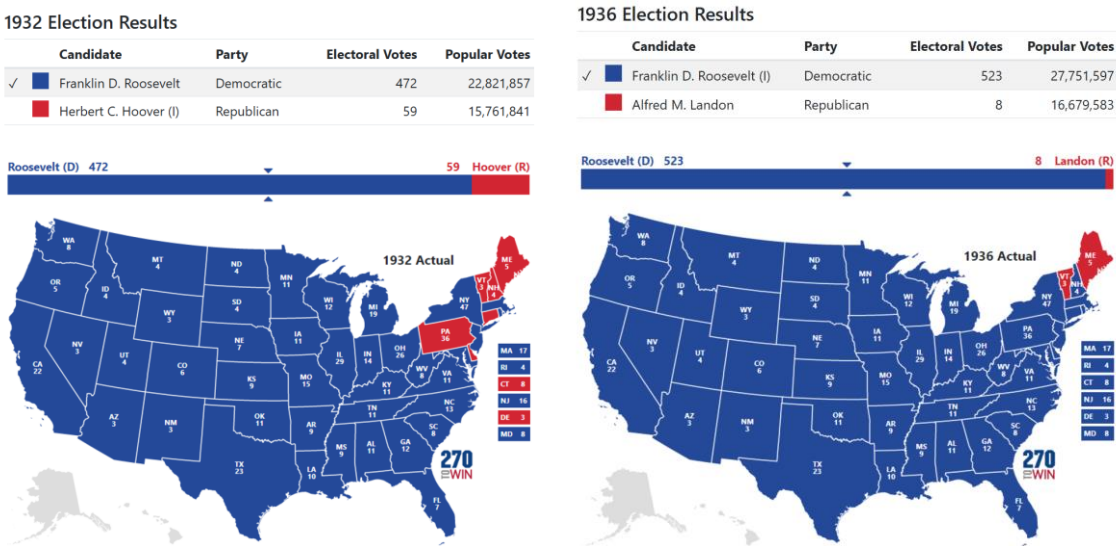 1932 Election Results
Candidate Party Electoral Votes Popular Votes
✓ Franklin D. Roosevelt Democratic 472 22,821,857
Herbert C. Hoover (I) Republican 59 15,761,841
Roosevelt (D) 472 59 Hoover (R)
1932 Actual
WA
8
OR
5
CA
22
NV
3
ID
4
MT
4
WY
3
UT
4
AZ
3
CO
6
NM
3
ND
4
SD
4
NE
7
KS
9
OK
11
TX
23
MN
11
IA
11
MO
15
AR
9
LA
10
WI
12
IL
29
MI
19
IN
14
OH
26
KY
11
TN
11
MS
9
AL
11
GA
12
FL
7
SC
8
NC
13
VA
11
WV
8
PA
36
NY
47
VT
3
NH
4
ME
5
MA 17
RI 4
CT 8
NJ 16
DE 3
MD 8
270
TO WIN
1936 Election Results
Candidate Party Electoral Votes Popular Votes
✓ Franklin D. Roosevelt (I) Democratic 523 27,751,597
Alfred M. Landon Republican 8 16,679,583
Roosevelt (D) 523 8 Landon (R)
1936 Actual
WA
8
OR
5
CA
22
NV
3
ID
4
MT
4
WY
3
UT
4
AZ
3
CO
6
NM
3
ND
4
SD
4
NE
7
KS
9
OK
11
TX
23
MN
11
IA
11
MO
15
AR
9
LA
10
WI
12
IL
29
MI
19
IN
14
OH
26
KY
11
TN
11
MS
9
AL
11
GA
12
FL
7
SC
8
NC
13
VA
11
WV
8
PA
36
NY
47
VT
3
NH
4
ME
5
MA 17
RI 4
CT 8
NJ 16
DE 3
MD 8
270
TO WIN